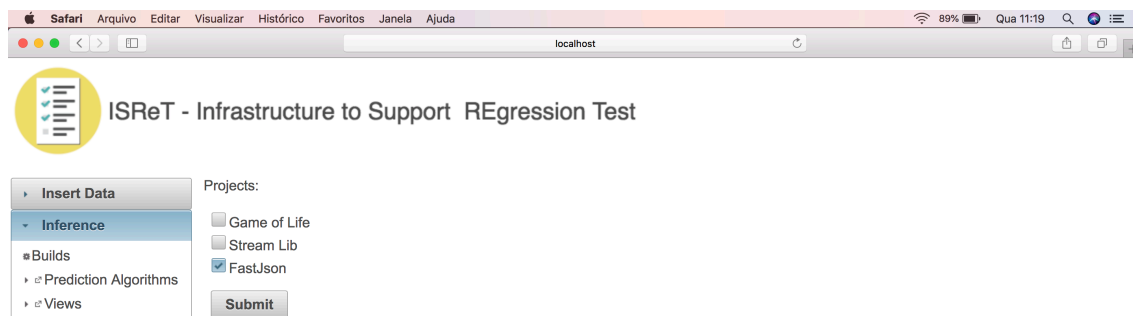 Safari Arquivo Editar Visualizar Histórico Favoritos Janela Ajuda 89% Qua 11:19
localhost
ISReT - Infrastructure to Support REgression Test
Insert Data
Inference
Builds
Prediction Algorithms
Views
Projects:
Game of Life
Stream Lib
FastJson
Submit